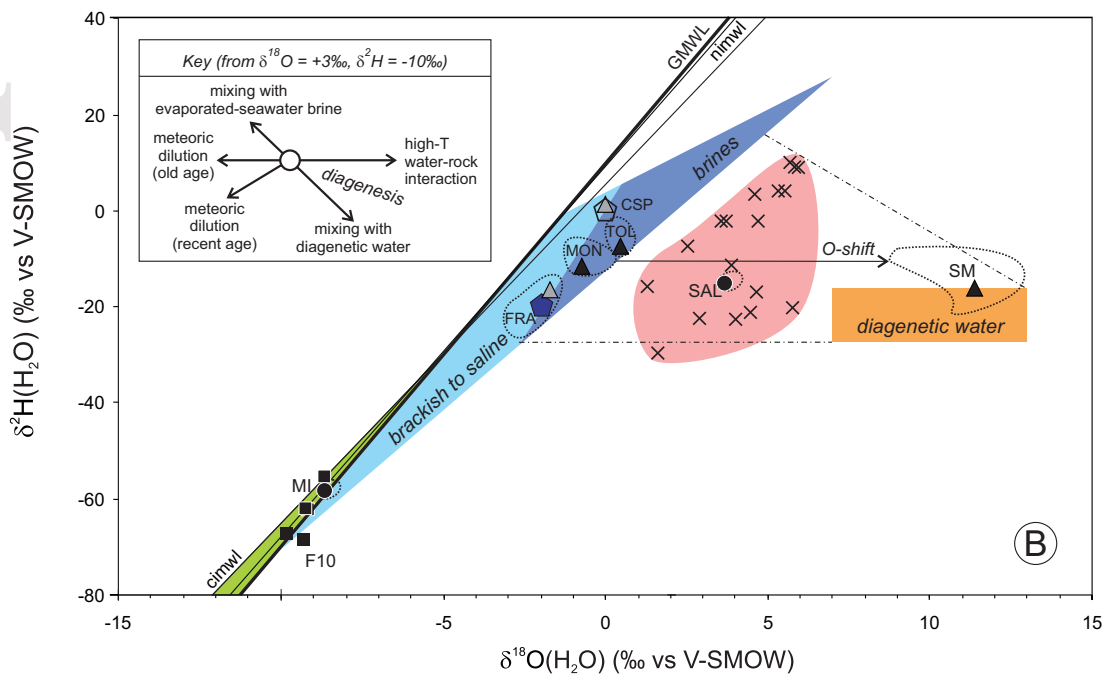 40
20
0
-20
-40
-60
-80
-15
-10
-5
0
5
10
15
δ²H(H₂O) (‰ vs V-SMOW)
δ¹⁸O(H₂O) (‰ vs V-SMOW)
Key (from δ¹⁸O = +3‰, δ²H = -10‰)
mixing with
evaporated-seawater brine
meteoric
dilution
(old age)
high-T
water-rock
interaction
diagenesis
meteoric
dilution
(recent age)
mixing with
diagenetic water
GMWL
nimwl
brines
CSP
TOL
MON
O-shift
SM
SAL
FRA
diagenetic water
brackish to saline
MI
F10
cimwl
B